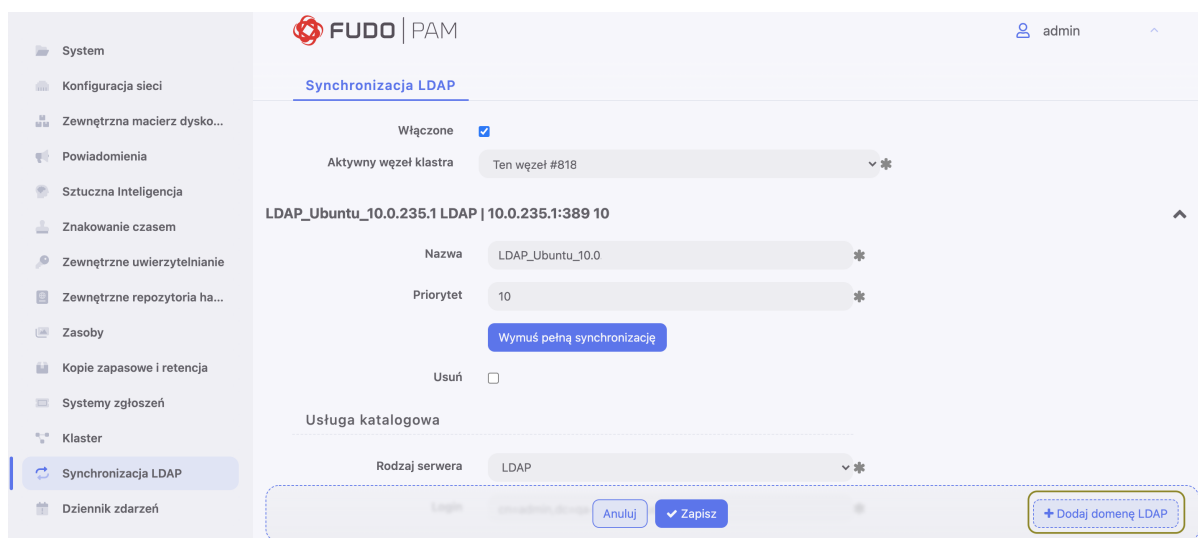 FUDO | PAM
admin
System
Konfiguracja sieci
Zewnętrzna macierz dysko...
Powiadomienia
Sztuczna Inteligencja
Znakowanie czasem
Zewnętrzne uwierzytelnianie
Zewnętrzne repozytoria ha...
Zasoby
Kopie zapasowe i retencja
Systemy zgłoszeń
Klaster
Synchronizacja LDAP
Dziennik zdarzeń
Synchronizacja LDAP
Włączone
Aktywny węzeł klastra Ten węzeł #818 ✱
LDAP_Ubuntu_10.0.235.1 LDAP | 10.0.235.1:389 10
Nazwa LDAP_Ubuntu_10.0 ✱
Priorytet 10 ✱
Wymuś pełną synchronizację
Usuń
Usługa katalogowa
Rodzaj serwera LDAP ✱
Login
Anuluj ✔ Zapisz + Dodaj domenę LDAP